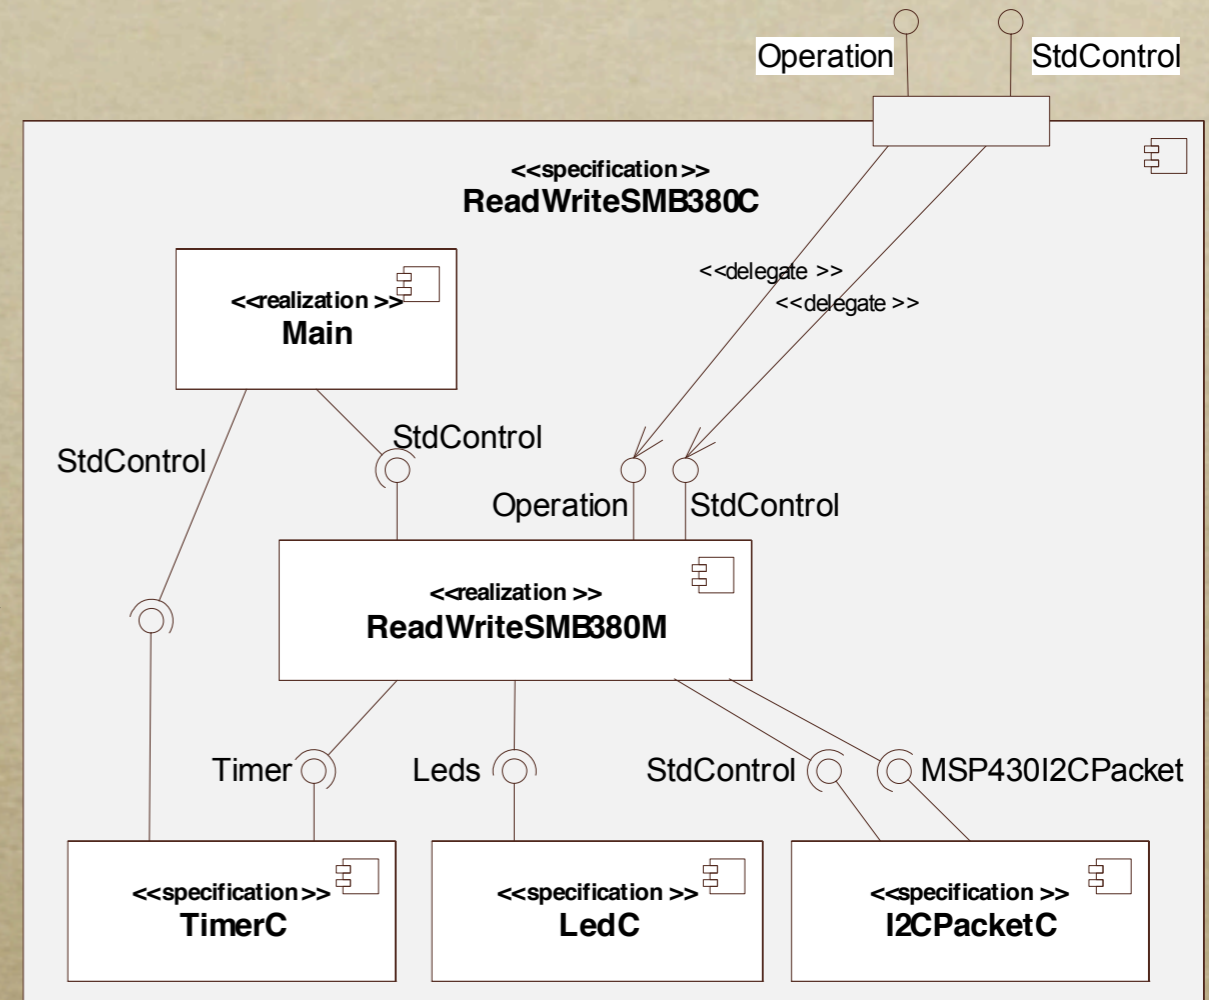 Operation
StdControl
<<specification>>
ReadWriteSMB380C
<<delegate >>
<<delegate >>
<<realization >>
Main
StdControl
StdControl
Operation
StdControl
<<realization >>
ReadWriteSMB380M
Timer
Leds
StdControl
MSP430I2CPacket
<<specification >>
TimerC
<<specification >>
LedC
<<specification >>
I2CPacketC